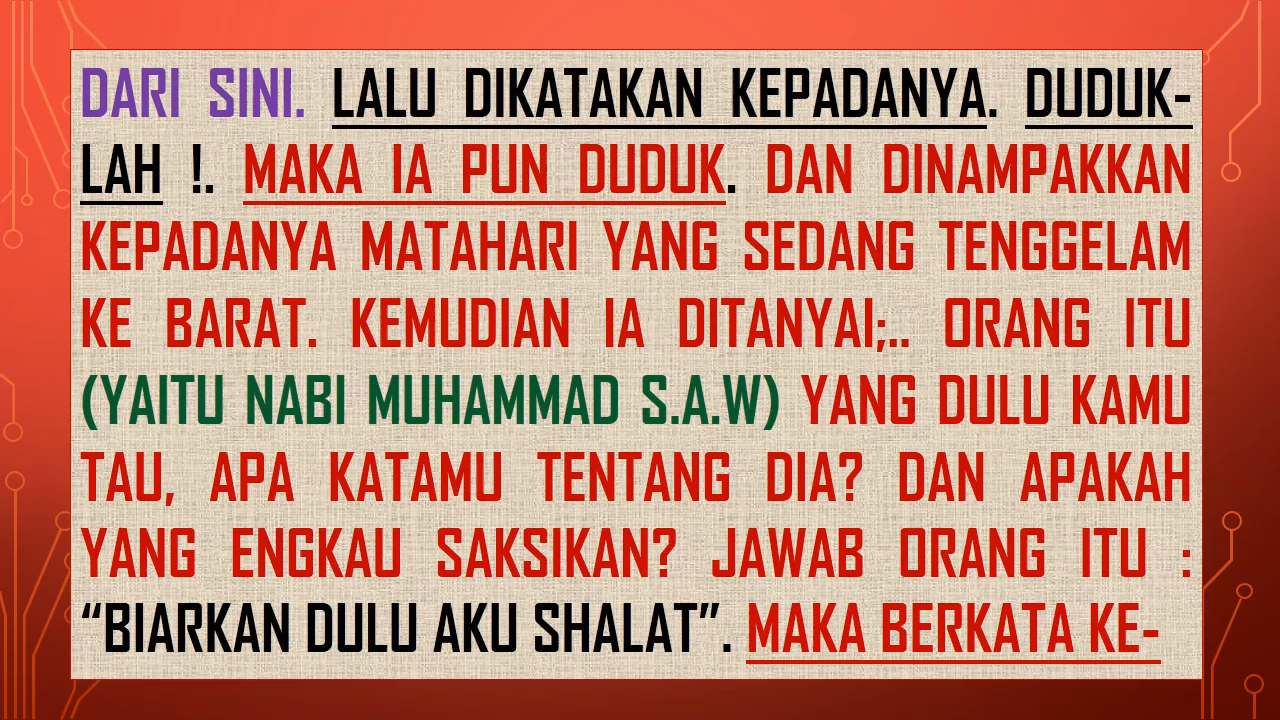 DARI SINI. LALU DIKATAKAN KEPADANYA. DUDUK-
LAH !. MAKA IA PUN DUDUK. DAN DINAMPAKKAN
KEPADANYA MATAHARI YANG SEDANG TENGGELAM
KE BARAT. KEMUDIAN IA DITANYAI;.. ORANG ITU
(YAITU NABI MUHAMMAD S.A.W) YANG DULU KAMU
TAU, APA KATAMU TENTANG DIA? DAN APAKAH
YANG ENGKAU SAKSIKAN? JAWAB ORANG ITU :
“BIARKAN DULU AKU SHALAT”. MAKA BERKATA KE-